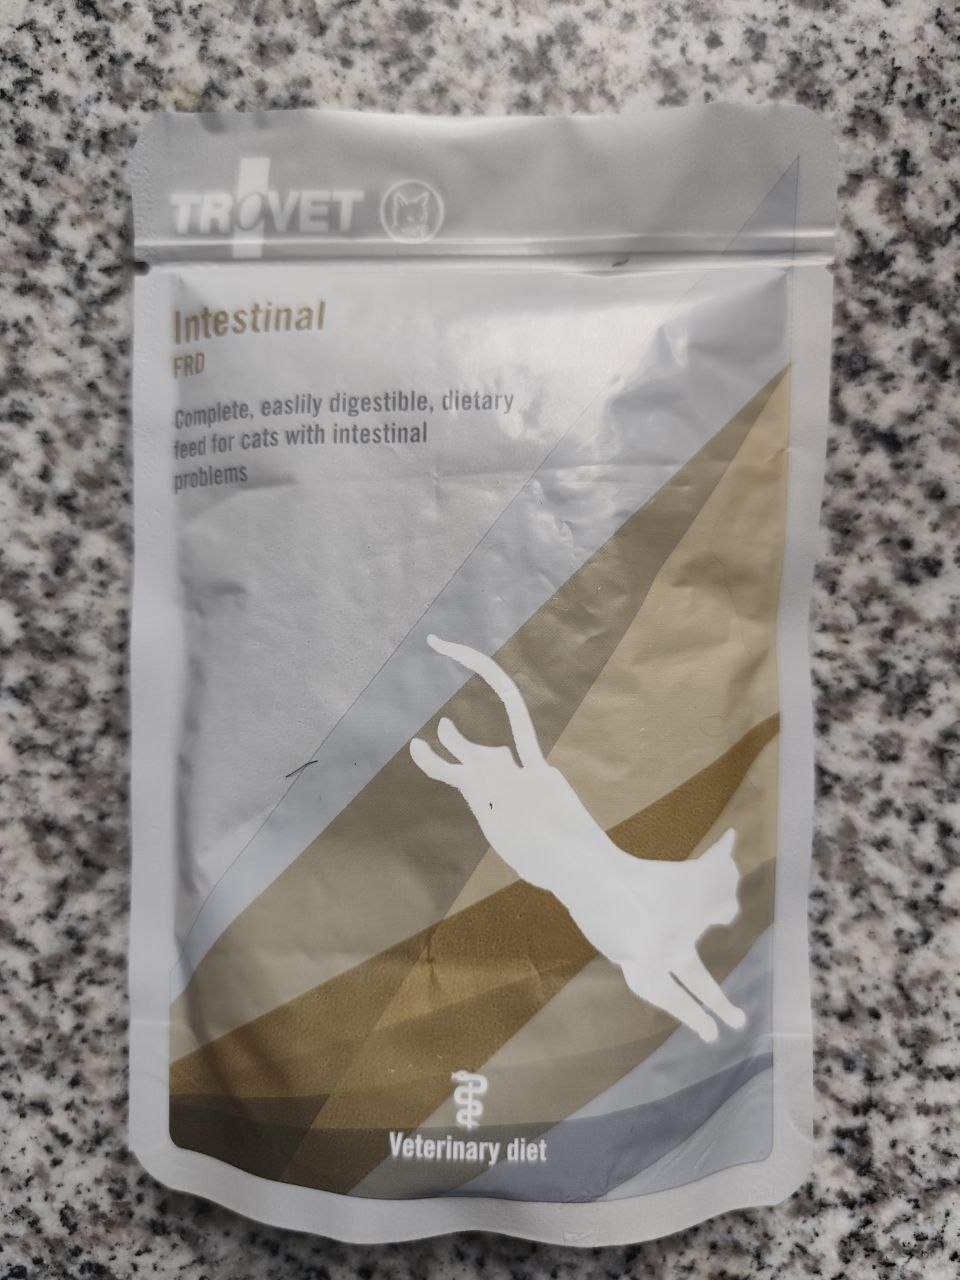 TROVET
Intestinal
FRD
Complete, easlily digestible, dietary
feed for cats with intestinal
problems
Veterinary diet